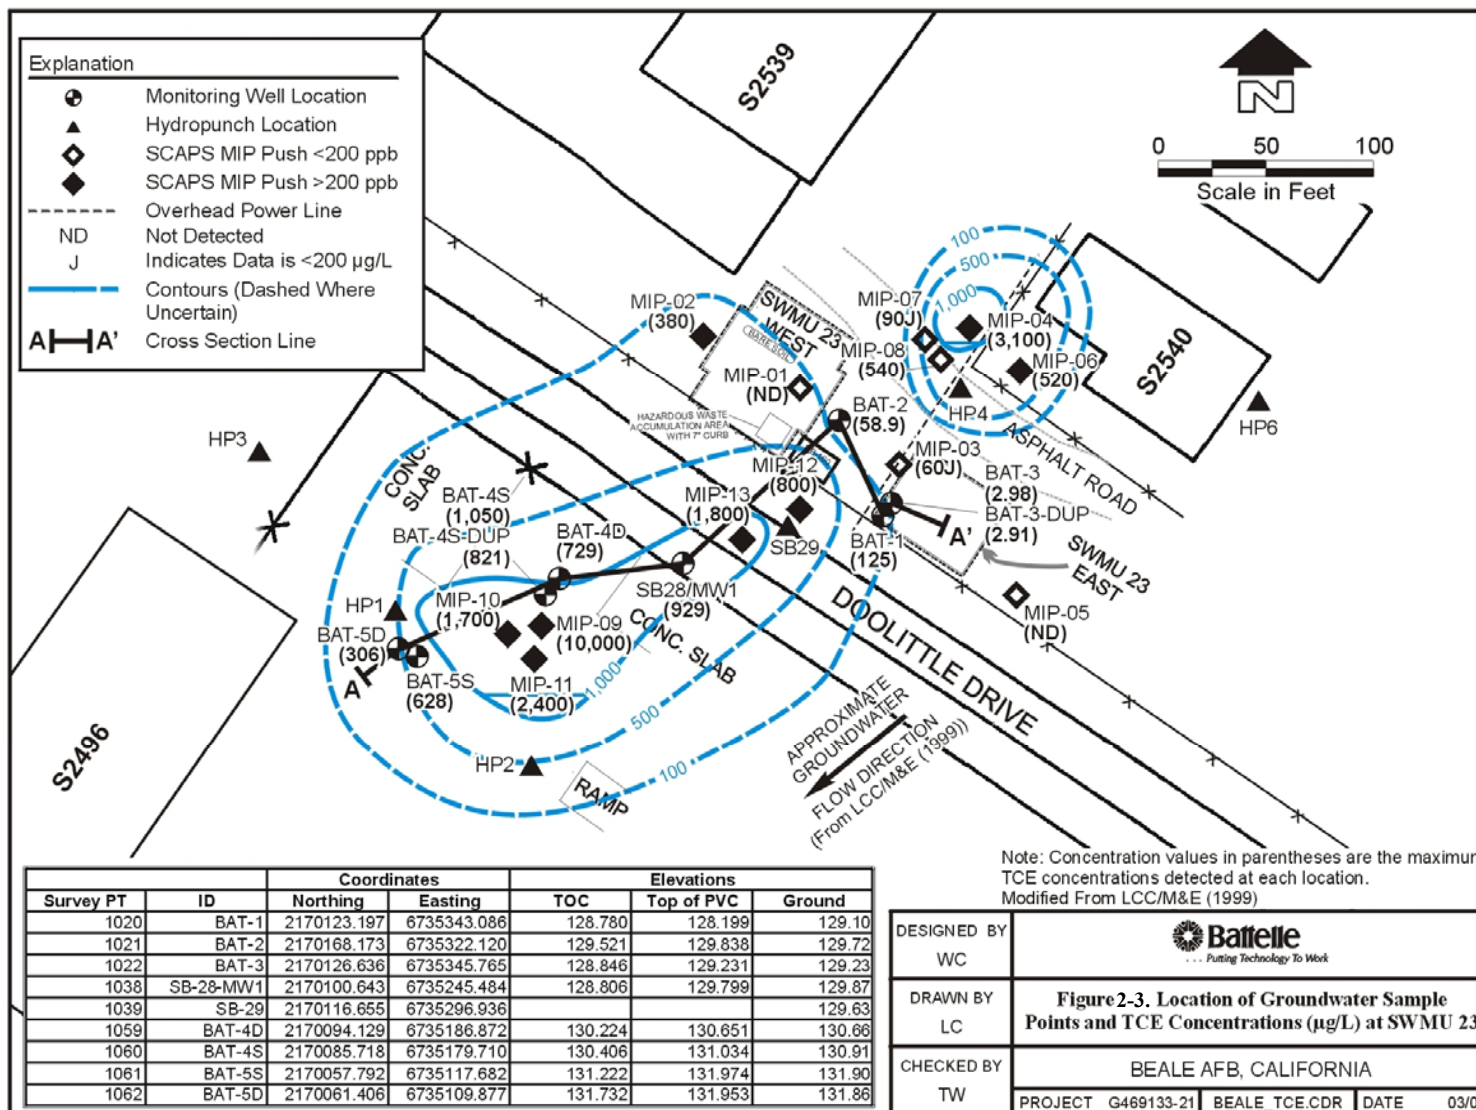 Explanation
Monitoring Well Location
Hydropunch Location
SCAPS MIP Push <200 ppb
SCAPS MIP Push >200 ppb
Overhead Power Line
ND Not Detected
J Indicates Data is <200 µg/L
Contours (Dashed Where
Uncertain)
A A' Cross Section Line
S2539
N
0 50 100
Scale in Feet
100
500
1,000
MIP-07
(90J)
MIP-04
(3,100)
MIP-08
(540)
MIP-06
(520)
HP4
S2540
HP6
ASPHALT ROAD
MIP-02
(380)
SWMU 23
WEST
BARE SOIL
MIP-01
(ND)
HAZARDOUS WASTE
ACCUMULATION AREA
WITH 7" CURB
BAT-2
(58.9)
MIP-03
(60J)
BAT-3
(2.98)
BAT-3-DUP
(2.91)
A'
BAT-1
(125)
SWMU 23
EAST
MIP-05
(ND)
HP3
CONC.
SLAB
BAT-4S
(1,050)
BAT-4S-DUP
(821)
BAT-4D
(729)
MIP-12
(800)
MIP-13
(1,800)
SB29
SB28/MW1
(929)
HP1
MIP-10
(1,700)
MIP-09
(10,000)
BAT-5D
(306)
A
BAT-5S
(628)
MIP-11
(2,400)
1,000
CONC. SLAB
500
100
HP2
RAMP
S2496
DOOLITTLE DRIVE
APPROXIMATE
GROUNDWATER
FLOW DIRECTION
(From LCC/M&E (1999))
Note: Concentration values in parentheses are the maximum
TCE concentrations detected at each location.
Modified From LCC/M&E (1999)
Coordinates Elevations
Survey PT ID Northing Easting TOC Top of PVC Ground
1020 BAT-1 2170123.197 6735343.086 128.780 128.199 129.10
1021 BAT-2 2170168.173 6735322.120 129.521 129.838 129.72
1022 BAT-3 2170126.636 6735345.765 128.846 129.231 129.23
1038 SB-28-MW1 2170100.643 6735245.484 128.806 129.799 129.87
1039 SB-29 2170116.655 6735296.936 129.63
1059 BAT-4D 2170094.129 6735186.872 130.224 130.651 130.66
1060 BAT-4S 2170085.718 6735179.710 130.406 131.034 130.91
1061 BAT-5S 2170057.792 6735117.682 131.222 131.974 131.90
1062 BAT-5D 2170061.406 6735109.877 131.732 131.953 131.86
DESIGNED BY
WC
Battelle
. . . Putting Technology To Work
DRAWN BY
LC
Figure 2-3. Location of Groundwater Sample
Points and TCE Concentrations (µg/L) at SWMU 23
CHECKED BY
TW
BEALE AFB, CALIFORNIA
PROJECT G469133-21 BEALE_TCE.CDR DATE 03/0